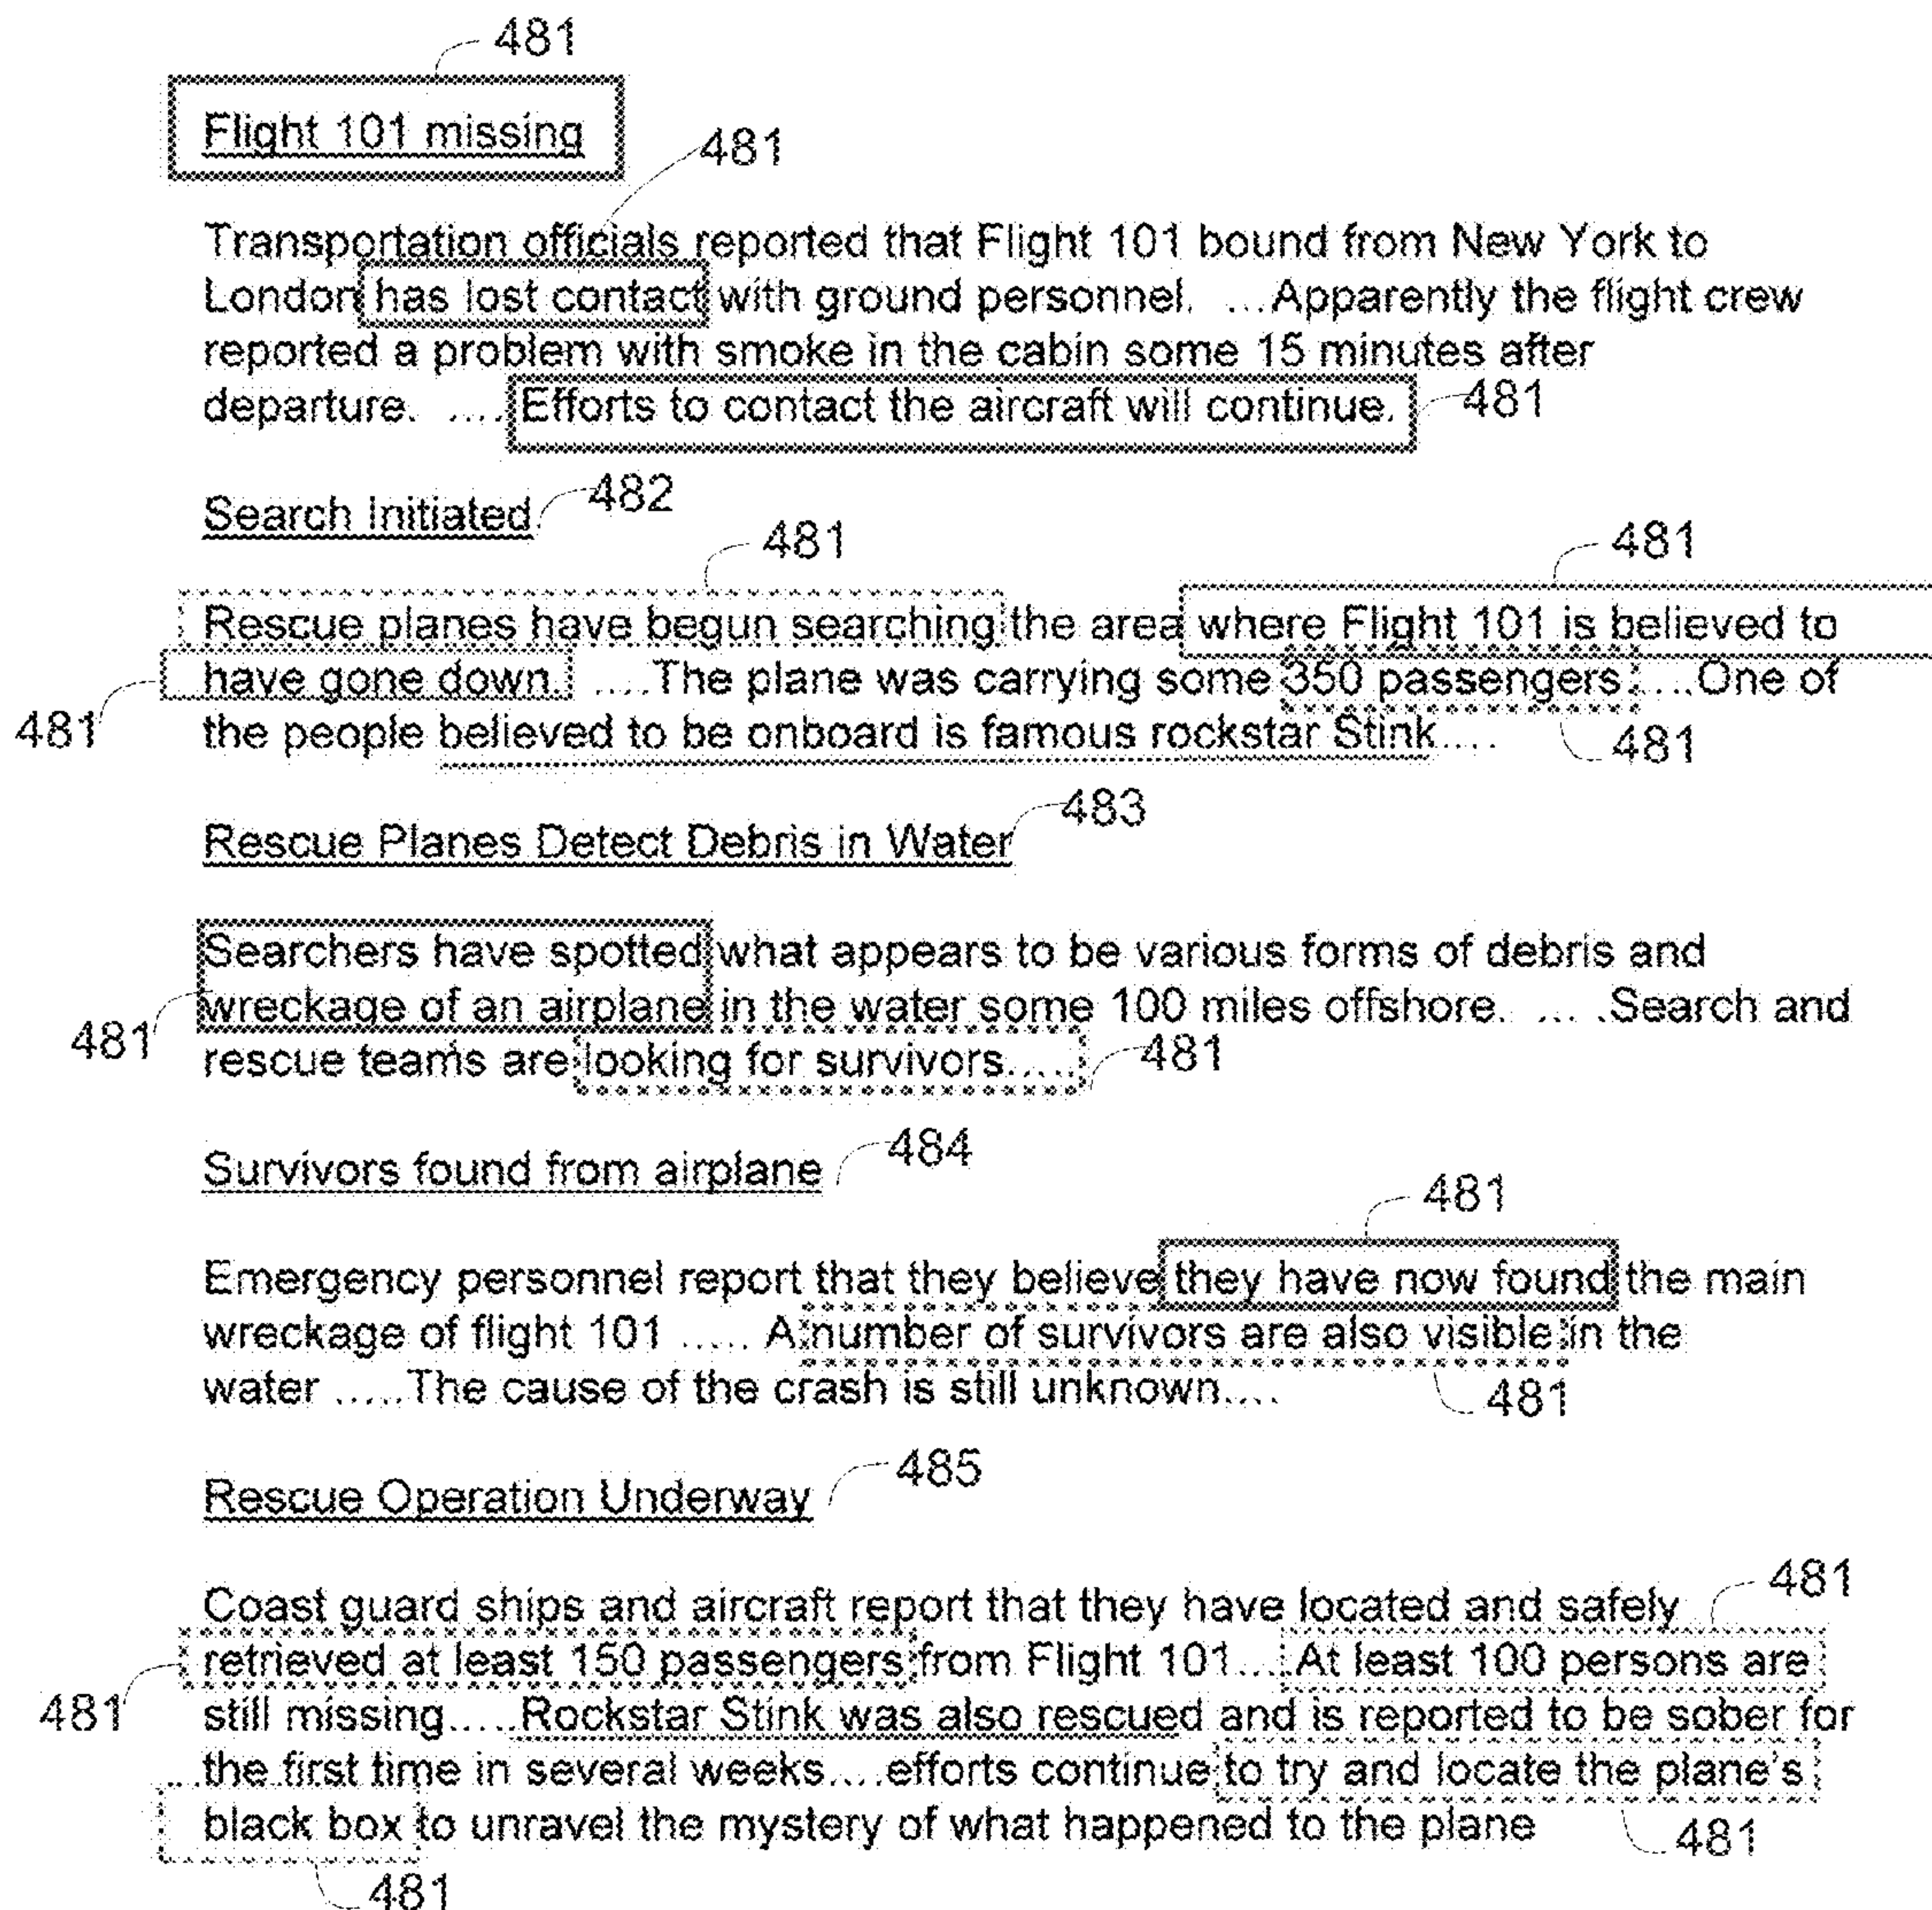 481
Flight 101 missing
481
Transportation officials reported that Flight 101 bound from New York to
London has lost contact with ground personnel. ...Apparently the flight crew
reported a problem with smoke in the cabin some 15 minutes after
departure. ....Efforts to contact the aircraft will continue. 481
Search Initiated 482
481 481
Rescue planes have begun searching the area where Flight 101 is believed to
have gone down. ....The plane was carrying some 350 passengers.....One of
481 the people believed to be onboard is famous rockstar Stink.... 481
483
Rescue Planes Detect Debris in Water
Searchers have spotted what appears to be various forms of debris and
wreckage of an airplane in the water some 100 miles offshore. ... .Search and
481 rescue teams are looking for survivors..... 481
Survivors found from airplane 484
481
Emergency personnel report that they believe they have now found the main
wreckage of flight 101 ..... A number of survivors are also visible in the
water .....The cause of the crash is still unknown.... 481
Rescue Operation Underway 485
481
Coast guard ships and aircraft report that they have located and safely
retrieved at least 150 passengers from Flight 101....At least 100 persons are
481 still missing.....Rockstar Stink was also rescued and is reported to be sober for
the first time in several weeks....efforts continue to try and locate the plane's
black box to unravel the mystery of what happened to the plane 481
481